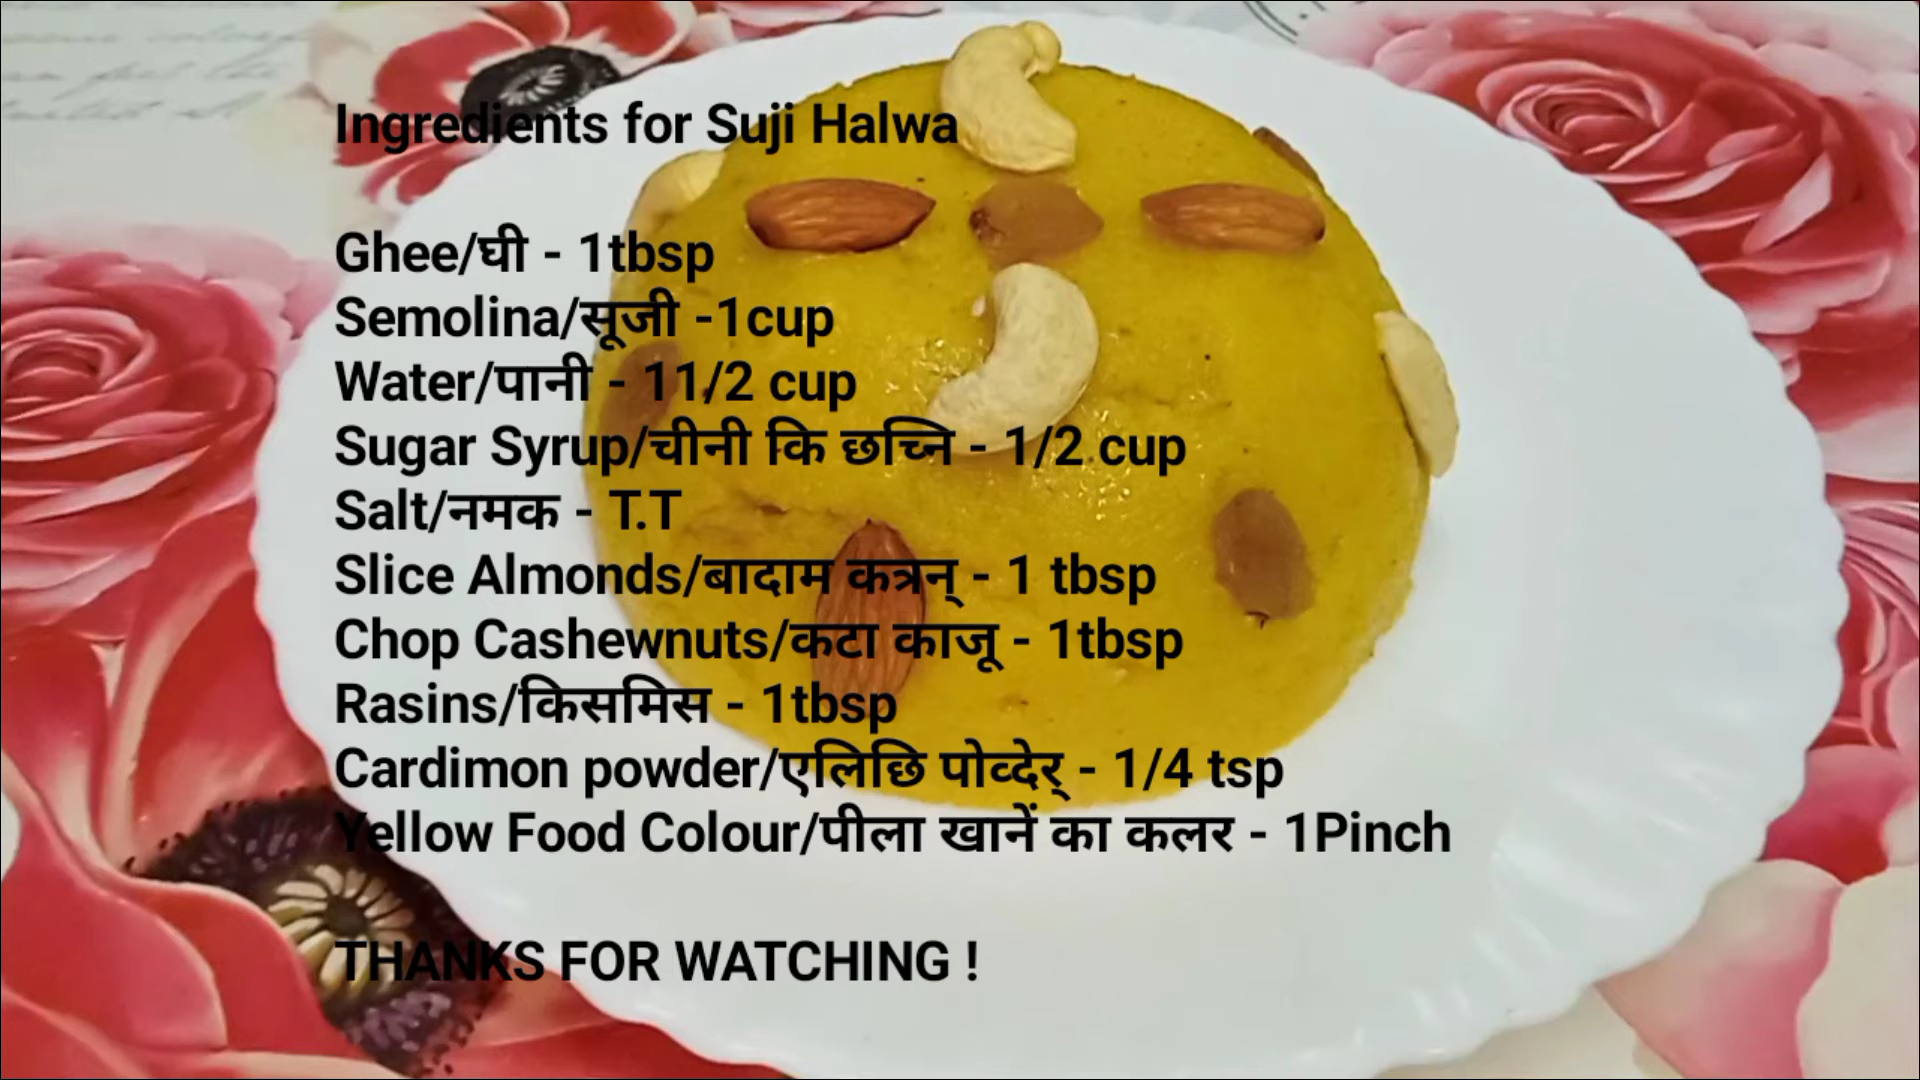 Ingredients for Suji Halwa
Ghee/घी - 1tbsp
Semolina/सूजी -1cup
Water/पानी - 11/2 cup
Sugar Syrup/चीनी कि छच्नि - 1/2 cup
Salt/नमक - T.T
Slice Almonds/बादाम कत्रन् - 1 tbsp
Chop Cashewnuts/कटा काजू - 1tbsp
Rasins/किसमिस - 1tbsp
Cardimon powder/एलिछि पोव्देर् - 1/4 tsp
Yellow Food Colour/पीला खानें का कलर - 1Pinch
THANKS FOR WATCHING !